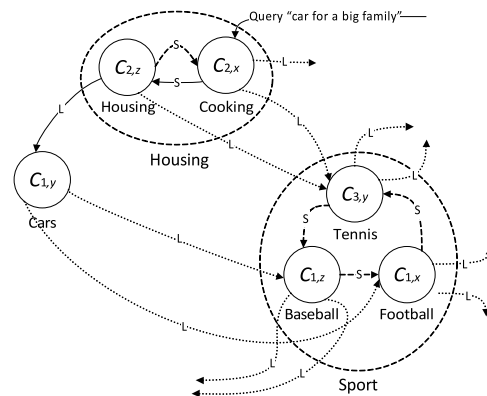 Query “car for a big family”
S
C2,z
C2,x
L
S
Housing
Cooking
L
L
L
Housing
L
C1,y
C3,y
L
Cars
S
Tennis
S
L
C1,z
S
C1,x
L
Baseball
Football
L
L
L
L
Sport